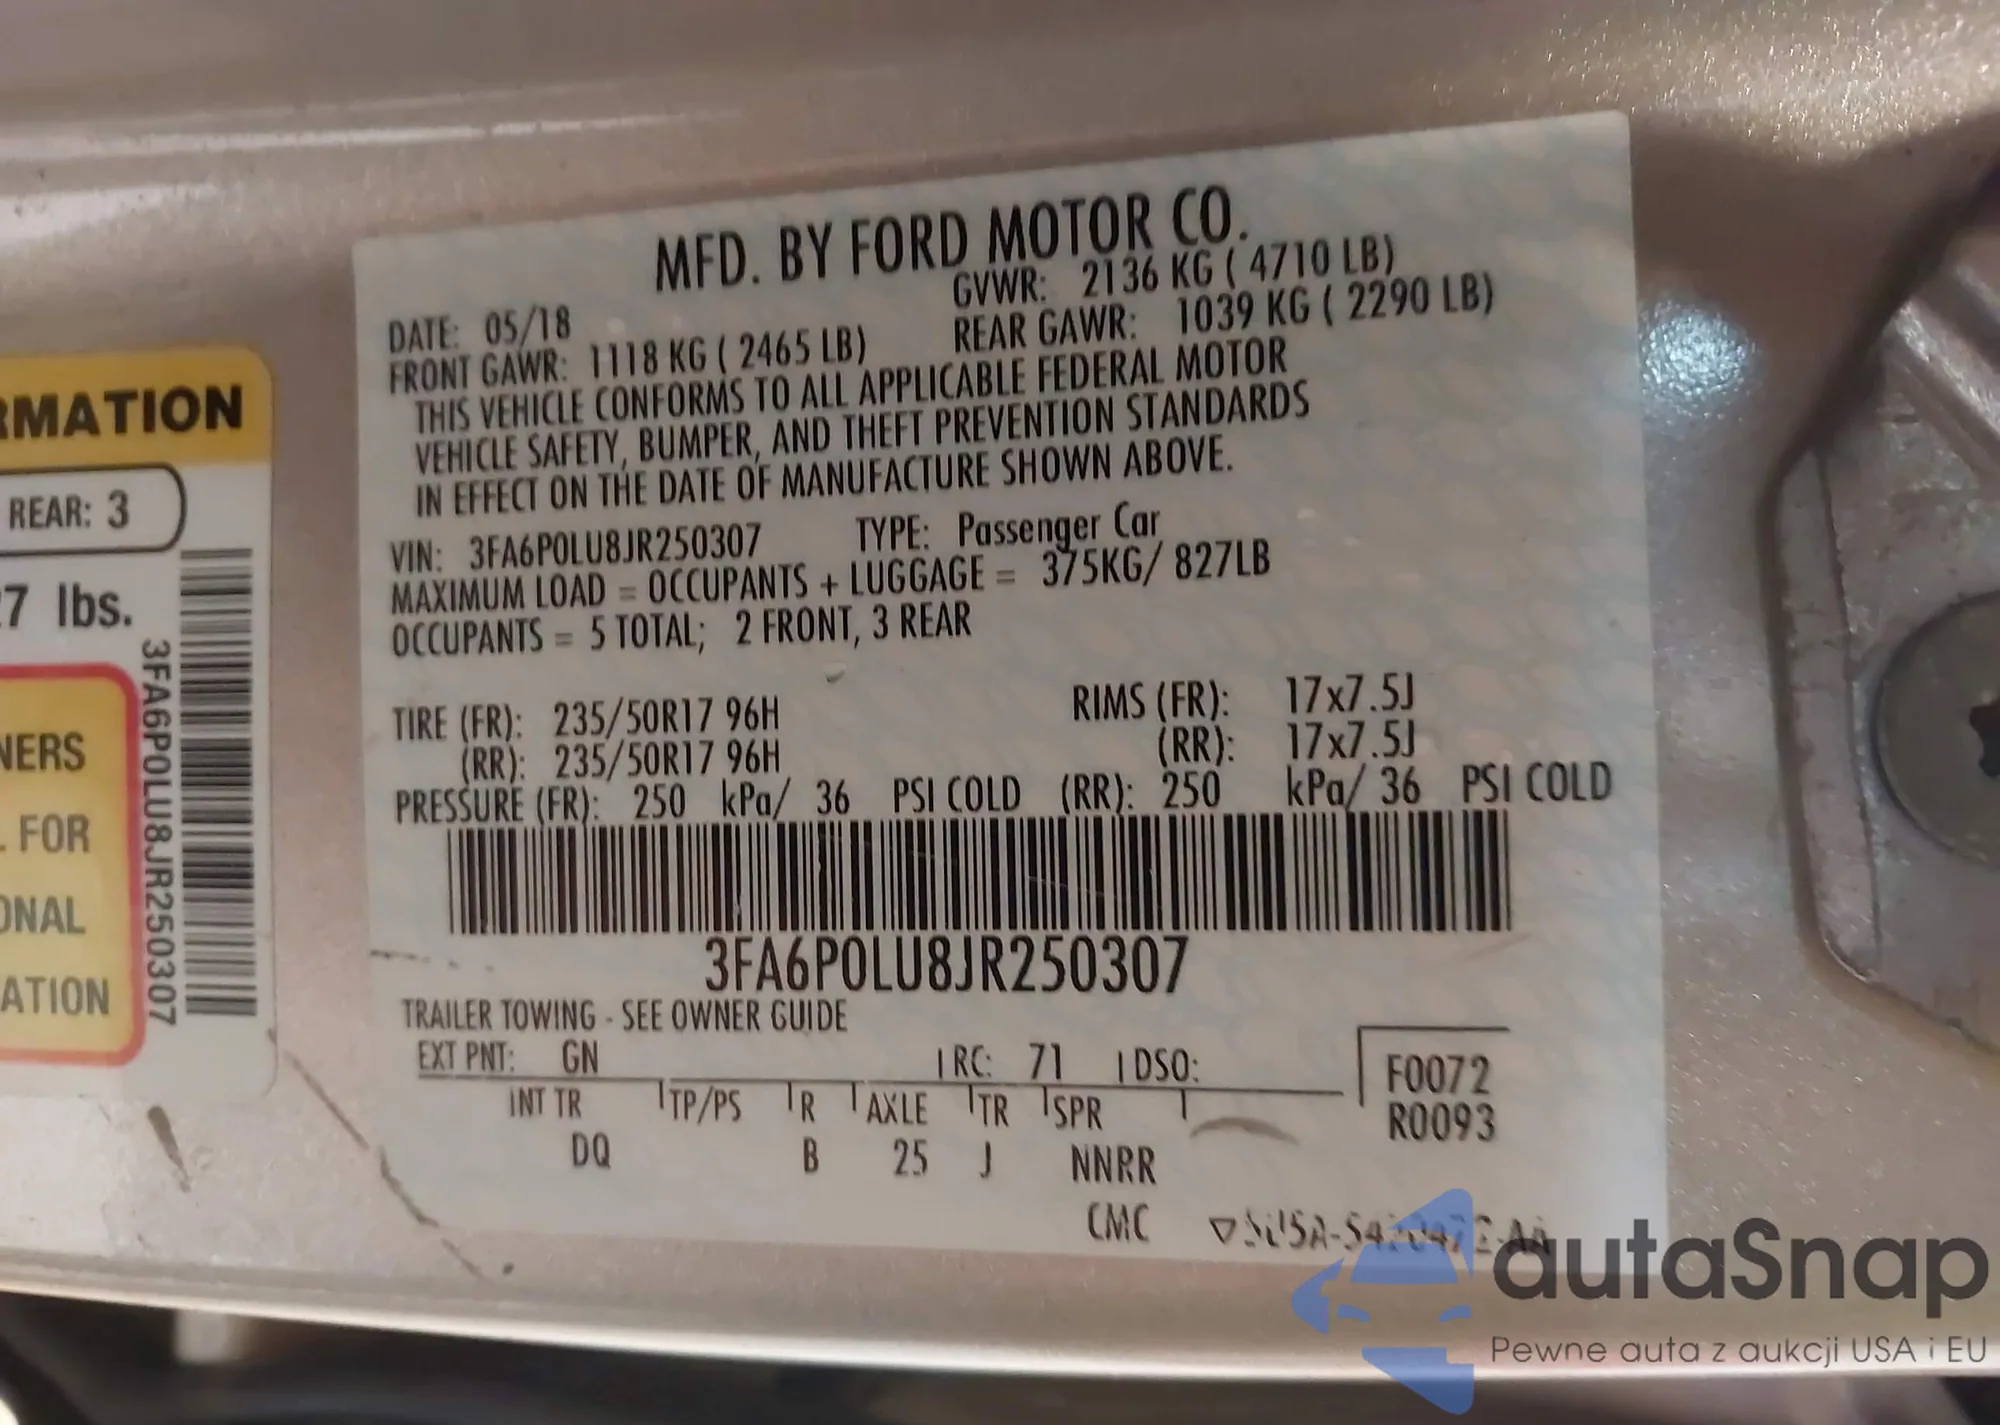 MFD. BY FORD MOTOR CO.
DATE: 05/18 GVWR: 2136 KG ( 4710 LB)
FRONT GAWR: 1118 KG ( 2465 LB) REAR GAWR: 1039 KG ( 2290 LB)
THIS VEHICLE CONFORMS TO ALL APPLICABLE FEDERAL MOTOR
VEHICLE SAFETY, BUMPER, AND THEFT PREVENTION STANDARDS
IN EFFECT ON THE DATE OF MANUFACTURE SHOWN ABOVE.
VIN: 3FA6P0LU8JR250307 TYPE: Passenger Car
MAXIMUM LOAD = OCCUPANTS + LUGGAGE = 375KG/ 827LB
OCCUPANTS = 5 TOTAL; 2 FRONT, 3 REAR
TIRE (FR): 235/50R17 96H RIMS (FR): 17x7.5J
(RR): 235/50R17 96H (RR): 17x7.5J
PRESSURE (FR): 250 kPa/ 36 PSI COLD (RR): 250 kPa/ 36 PSI COLD
3FA6P0LU8JR250307
TRAILER TOWING - SEE OWNER GUIDE
EXT PNT: GN RC: 71 DSO:
F0072
R0093
INT TR TP/PS R AXLE TR SPR
DQ B 25 J NNRR
CMC
RMATION
REAR: 3
7 lbs.
3FA6P0LU8JR250307
NERS
L FOR
ONAL
ATION
autaSnap
Pewne auta z aukcji USA i EU